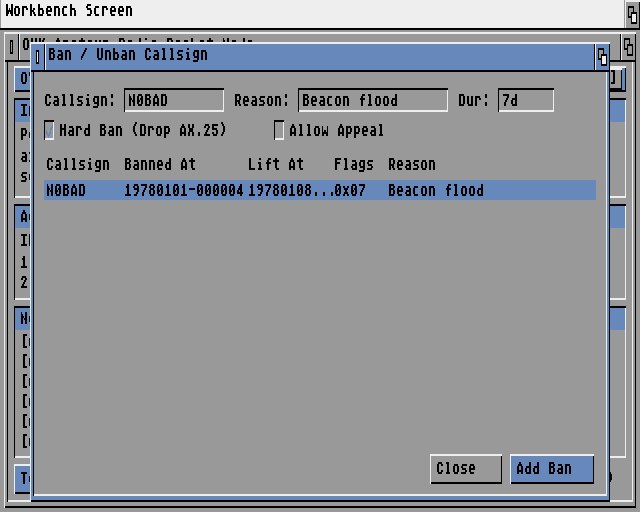 Workbench Screen
Ban / Unban Callsign
Callsign: N0BAD Reason: Beacon flood Dur: 7d
Hard Ban (Drop AX.25) Allow Appeal
Callsign Banned At Lift At Flags Reason
N0BAD 19780101-000004 19780108...0x07 Beacon flood
Close Add Ban